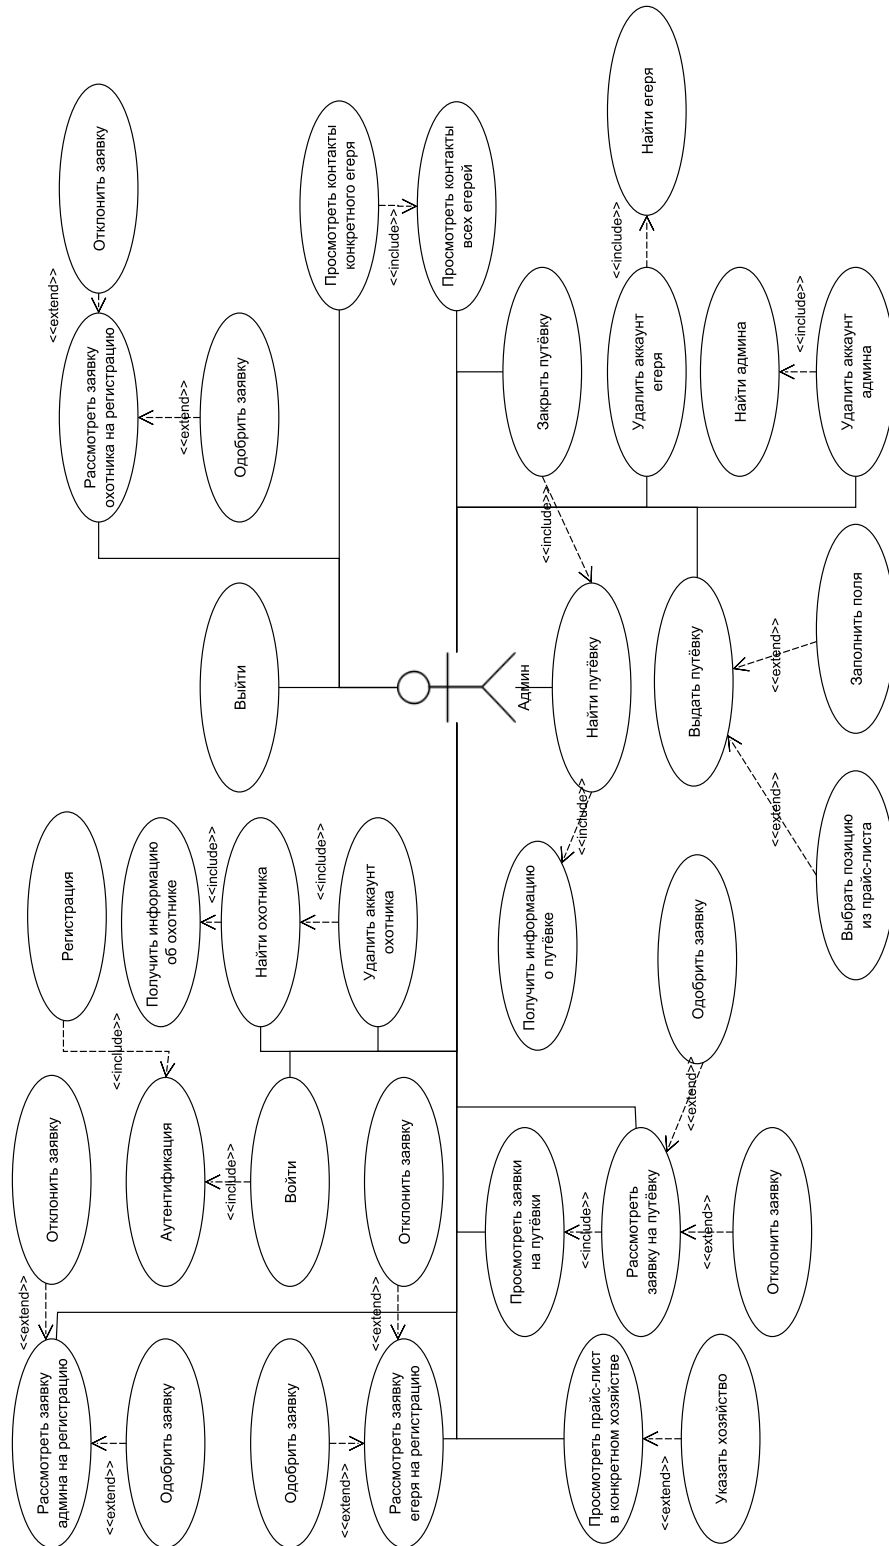 Отклонить заявку
<<extend>>
Рассмотреть заявку
охотника на регистрацию
<<extend>>
Одобрить заявку
Просмотреть контакты
конкретного егеря
<<include>>
Просмотреть контакты
всех егерей
Найти егеря
<<include>>
Удалить аккаунт
егеря
Закрыть путёвку
<<include>>
Найти админа
<<include>>
Удалить аккаунт
админа
Выйти
Админ
Найти путёвку
<<include>>
Получить информацию
о путёвке
Выдать путёвку
<<extend>>
Заполнить поля
<<extend>>
Выбрать позицию
из прайс-листа
Регистрация
<<include>>
Получить информацию
об охотнике
<<include>>
Найти охотника
<<include>>
Удалить аккаунт
охотника
Аутентификация
<<include>>
Войти
Отклонить заявку
<<extend>>
Рассмотреть заявку
админа на регистрацию
<<extend>>
Одобрить заявку
Отклонить заявку
<<extend>>
Одобрить заявку
<<extend>>
Рассмотреть заявку
егеря на регистрацию
Просмотреть заявки
на путёвки
<<include>>
Рассмотреть
заявку на путёвку
<<extend>>
Одобрить заявку
<<extend>>
Отклонить заявку
Просмотреть прайс-лист
в конкретном хозяйстве
<<extend>>
Указать хозяйство